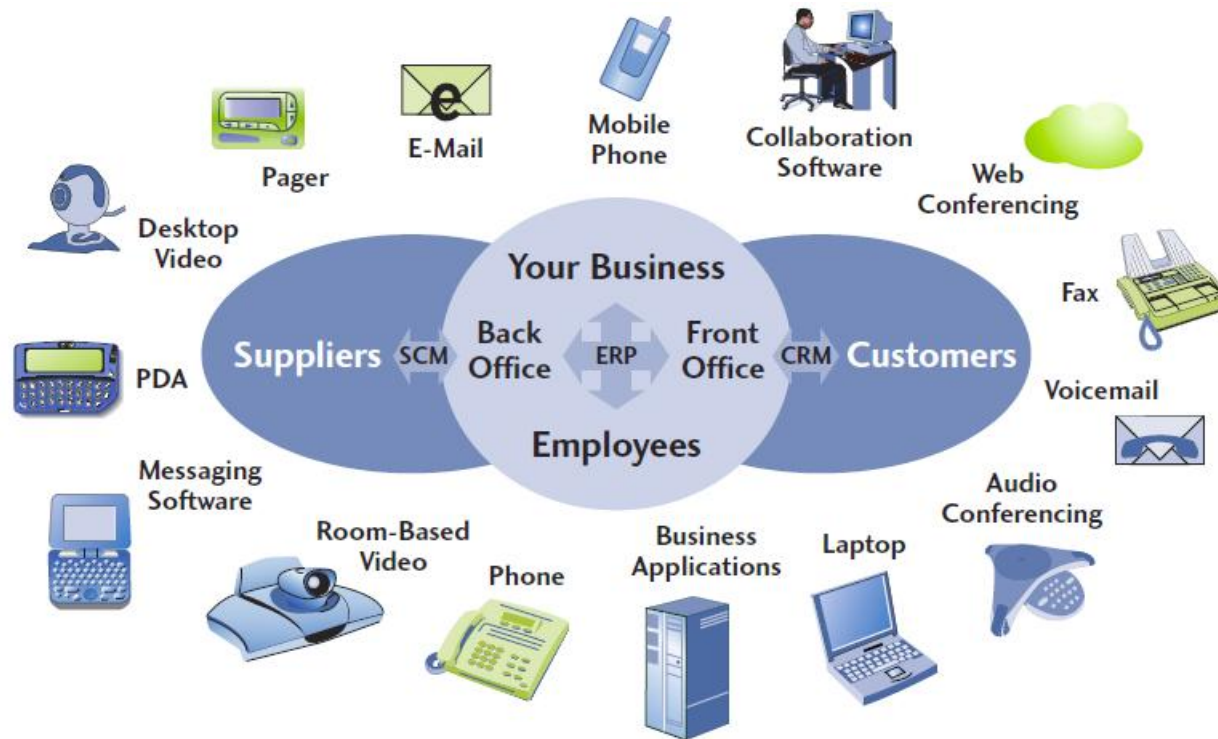 Mobile
Phone
Collaboration
Software
e
E-Mail
Pager
Web
Conferencing
Desktop
Video
Fax
Your Business
Suppliers
SCM
Back
Office
ERP
Front
Office
CRM
Customers
PDA
Voicemail
Employees
Messaging
Software
Audio
Conferencing
Room-Based
Video
Phone
Business
Applications
Laptop